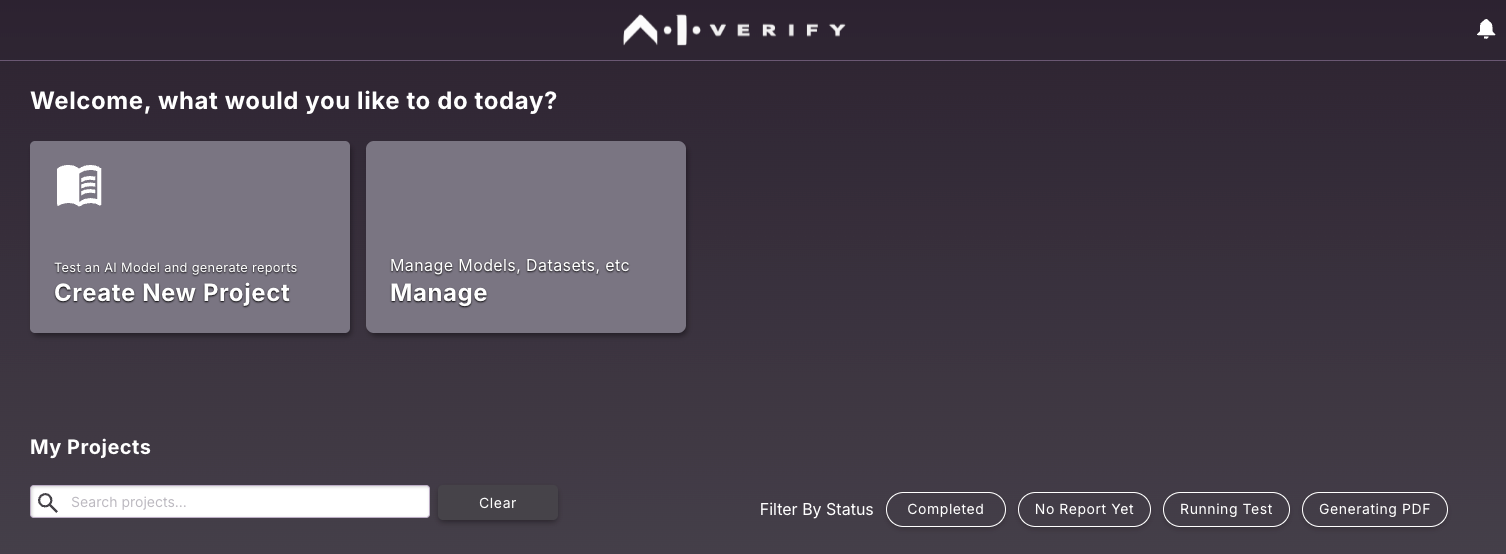 A·I·VERIFY
Welcome, what would you like to do today?
Test an AI Model and generate reports
Create New Project
Manage Models, Datasets, etc
Manage
My Projects
Search projects...
Clear
Filter By Status
Completed
No Report Yet
Running Test
Generating PDF